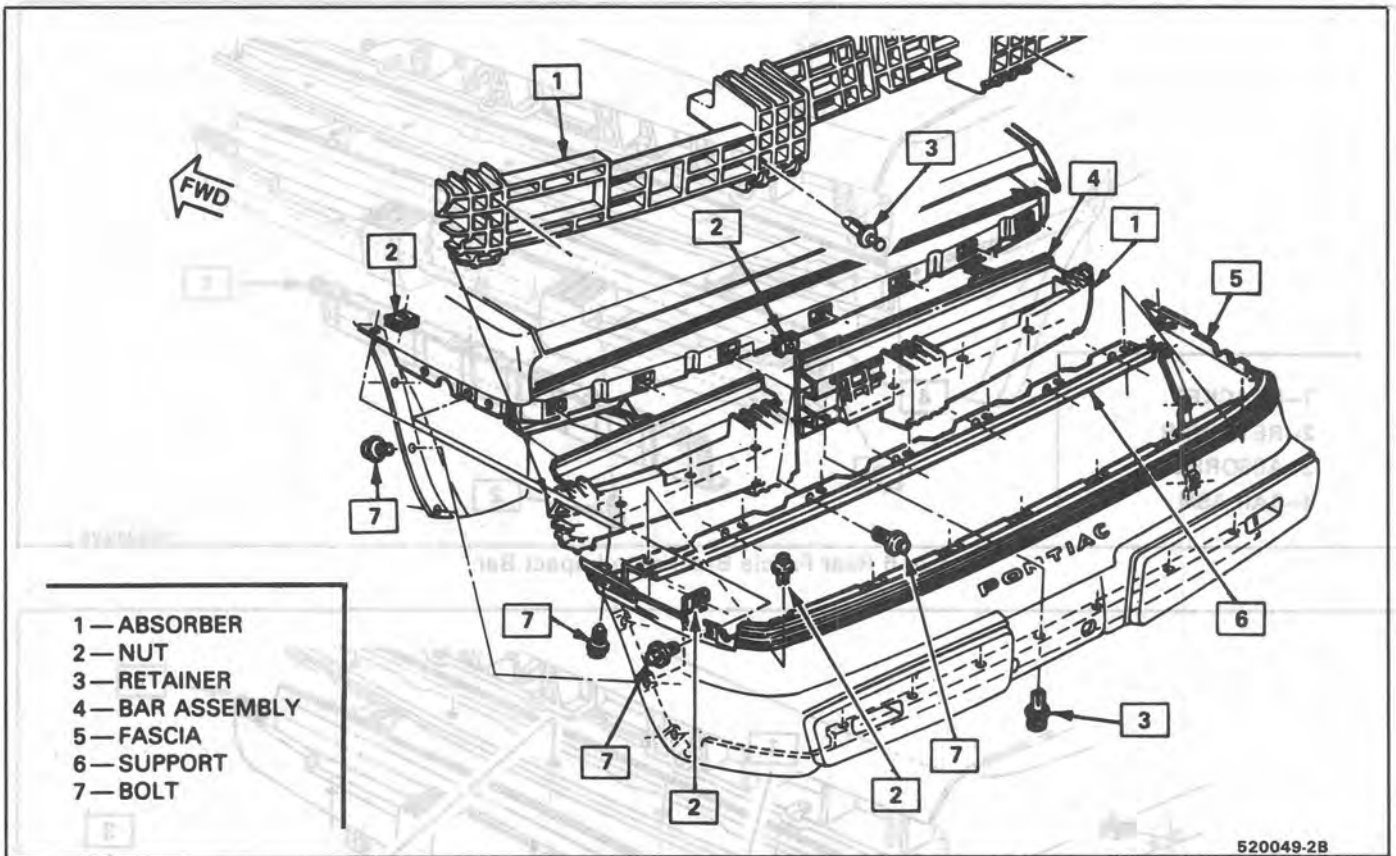 1
3
4
2
1
FWD
2
2
5
7
PONTIAC
6
7
1—ABSORBER
2—NUT
3—RETAINER
4—BAR ASSEMBLY
5—FASCIA
6—SUPPORT
7—BOLT
3
7
7
2
2
520049-2B